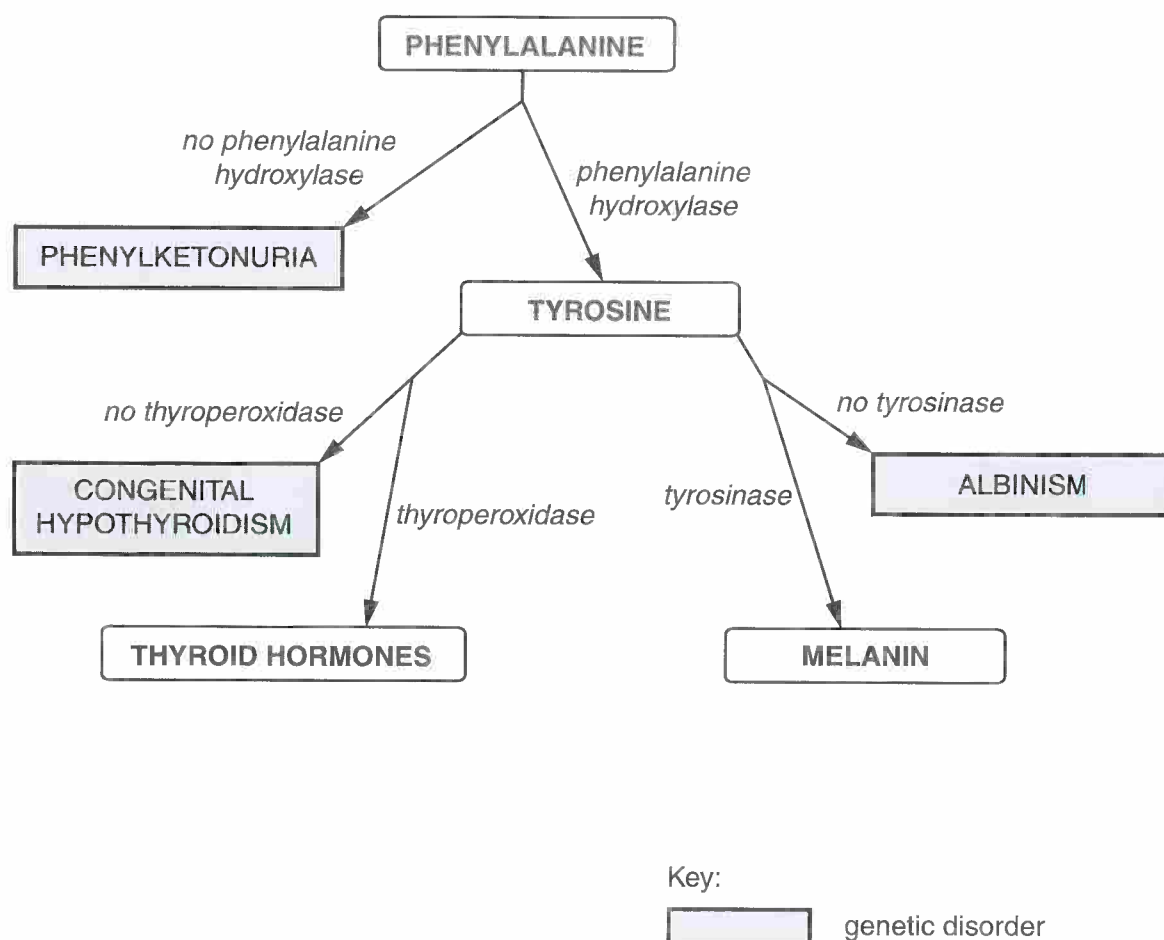 PHENYLALANINE
no phenylalanine
hydroxylase
phenylalanine
hydroxylase
PHENYLKETONURIA
TYROSINE
no thyroperoxidase
no tyrosinase
CONGENITAL
HYPOTHYROIDISM
thyroperoxidase
tyrosinase
ALBINISM
THYROID HORMONES
MELANIN
Key:
genetic disorder